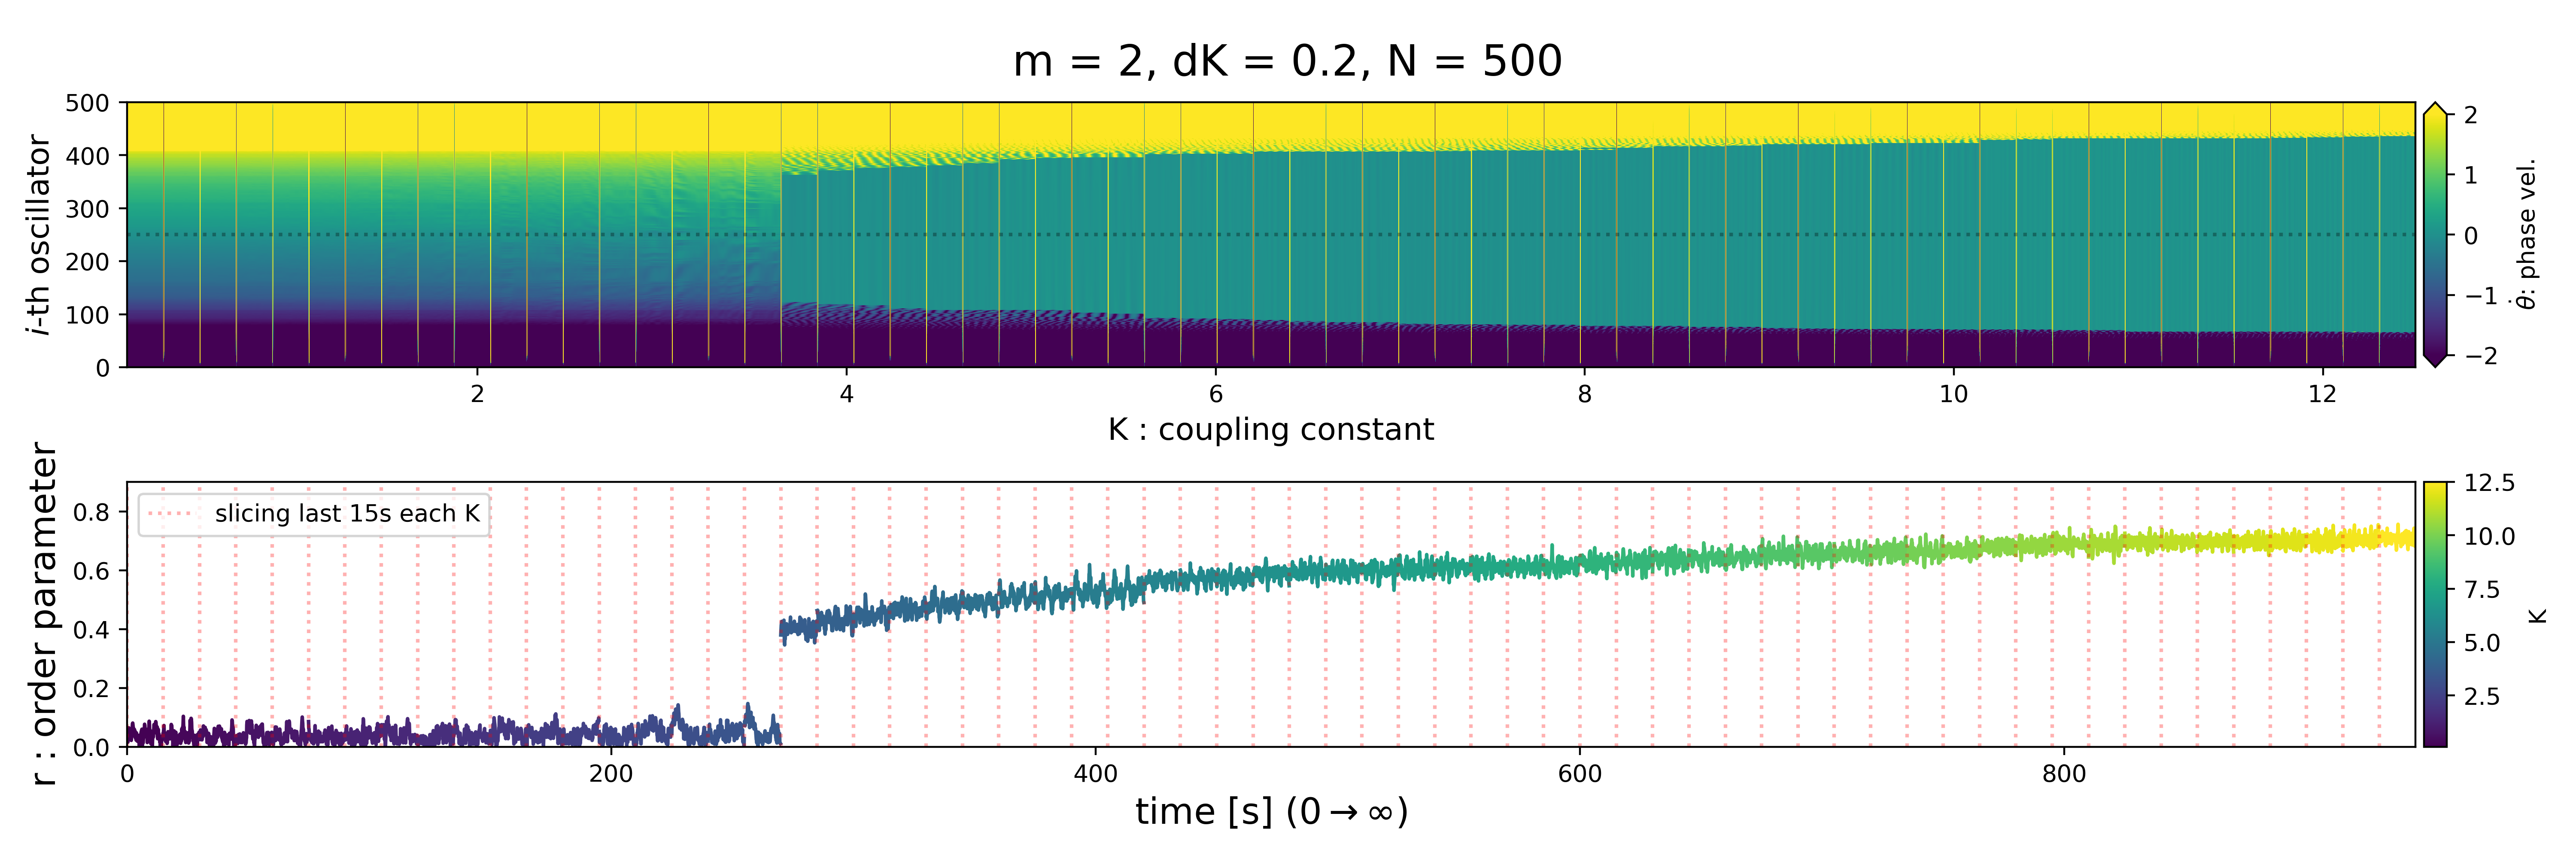 m = 2, dK = 0.2, N = 500
i-th oscillator
500
400
300
200
100
0
2 4 6 8 10 12
K : coupling constant
2
1
0
−1
−2
θ̇: phase vel.
r : order parameter
0.8
0.6
0.4
0.2
0.0
slicing last 15s each K
0 200 400 600 800
time [s] (0→∞)
12.5
10.0
7.5
5.0
2.5
K